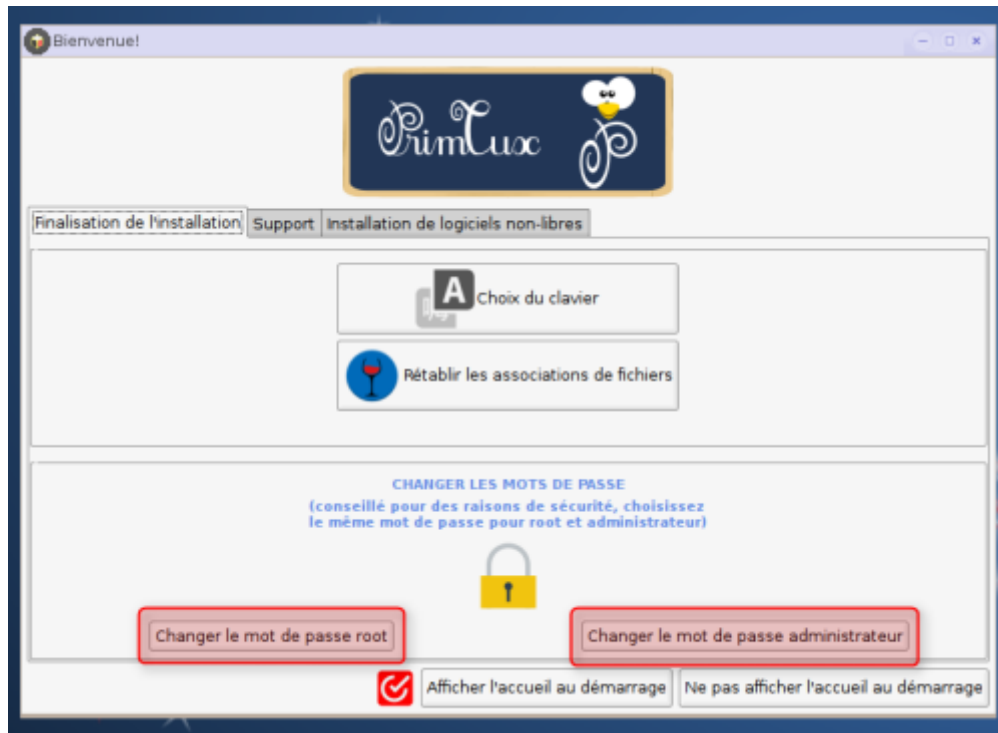 Bienvenue!
PrimTux
Finalisation de l'installation
Support
Installation de logiciels non-libres
A
Choix du clavier
Rétablir les associations de fichiers
CHANGER LES MOTS DE PASSE
(conseillé pour des raisons de sécurité, choisissez
le même mot de passe pour root et administrateur)
Changer le mot de passe root
Changer le mot de passe administrateur
Afficher l'accueil au démarrage
Ne pas afficher l'accueil au démarrage